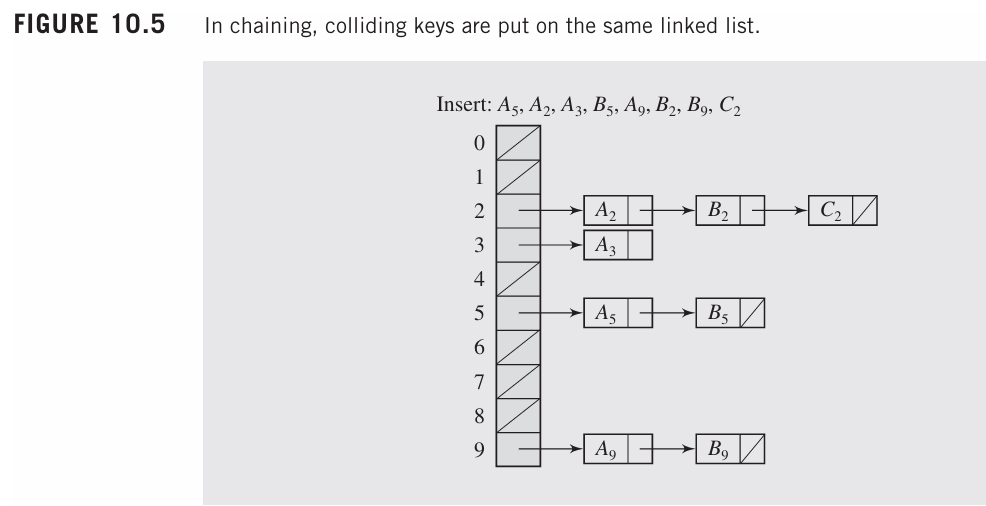 FIGURE 10.5 In chaining, colliding keys are put on the same linked list.
Insert: A₅, A₂, A₃, B₅, A₉, B₂, B₉, C₂
0
1
2 A₂ B₂ C₂
3 A₃
4
5 A₅ B₅
6
7
8
9 A₉ B₉